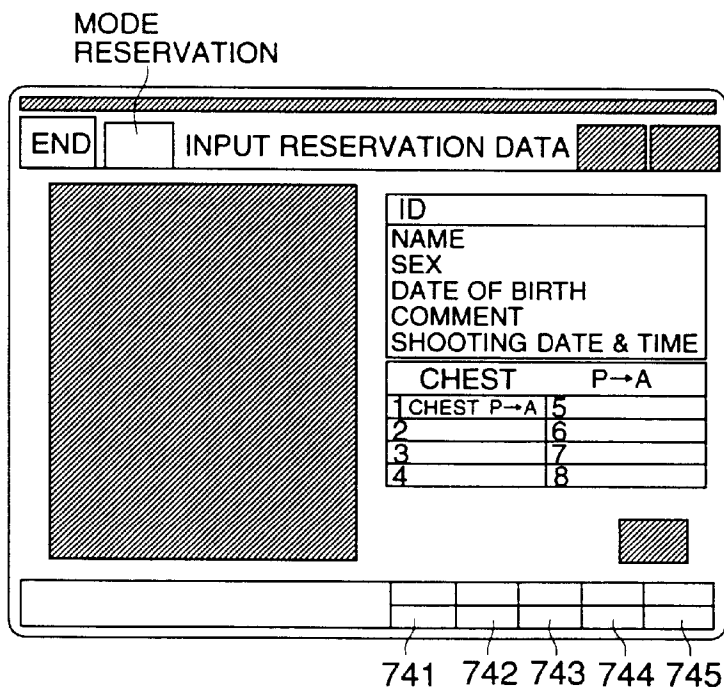 MODE
RESERVATION
END INPUT RESERVATION DATA
ID
NAME
SEX
DATE OF BIRTH
COMMENT
SHOOTING DATE & TIME
CHEST P→A
1 CHEST P→A 5
2 6
3 7
4 8
741 742 743 744 745